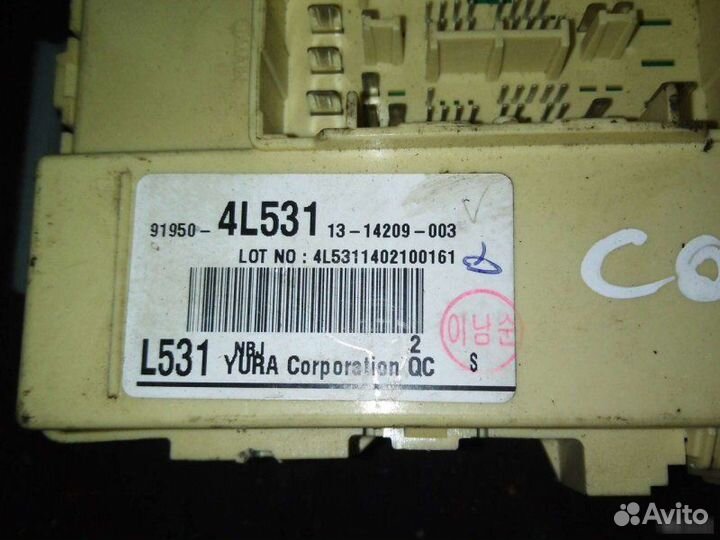 91950- 4L531 13-14209-003
LOT NO : 4L5311402100161
L531 NBJ 2
YURA Corporation QC S
이남순
CO
Avito